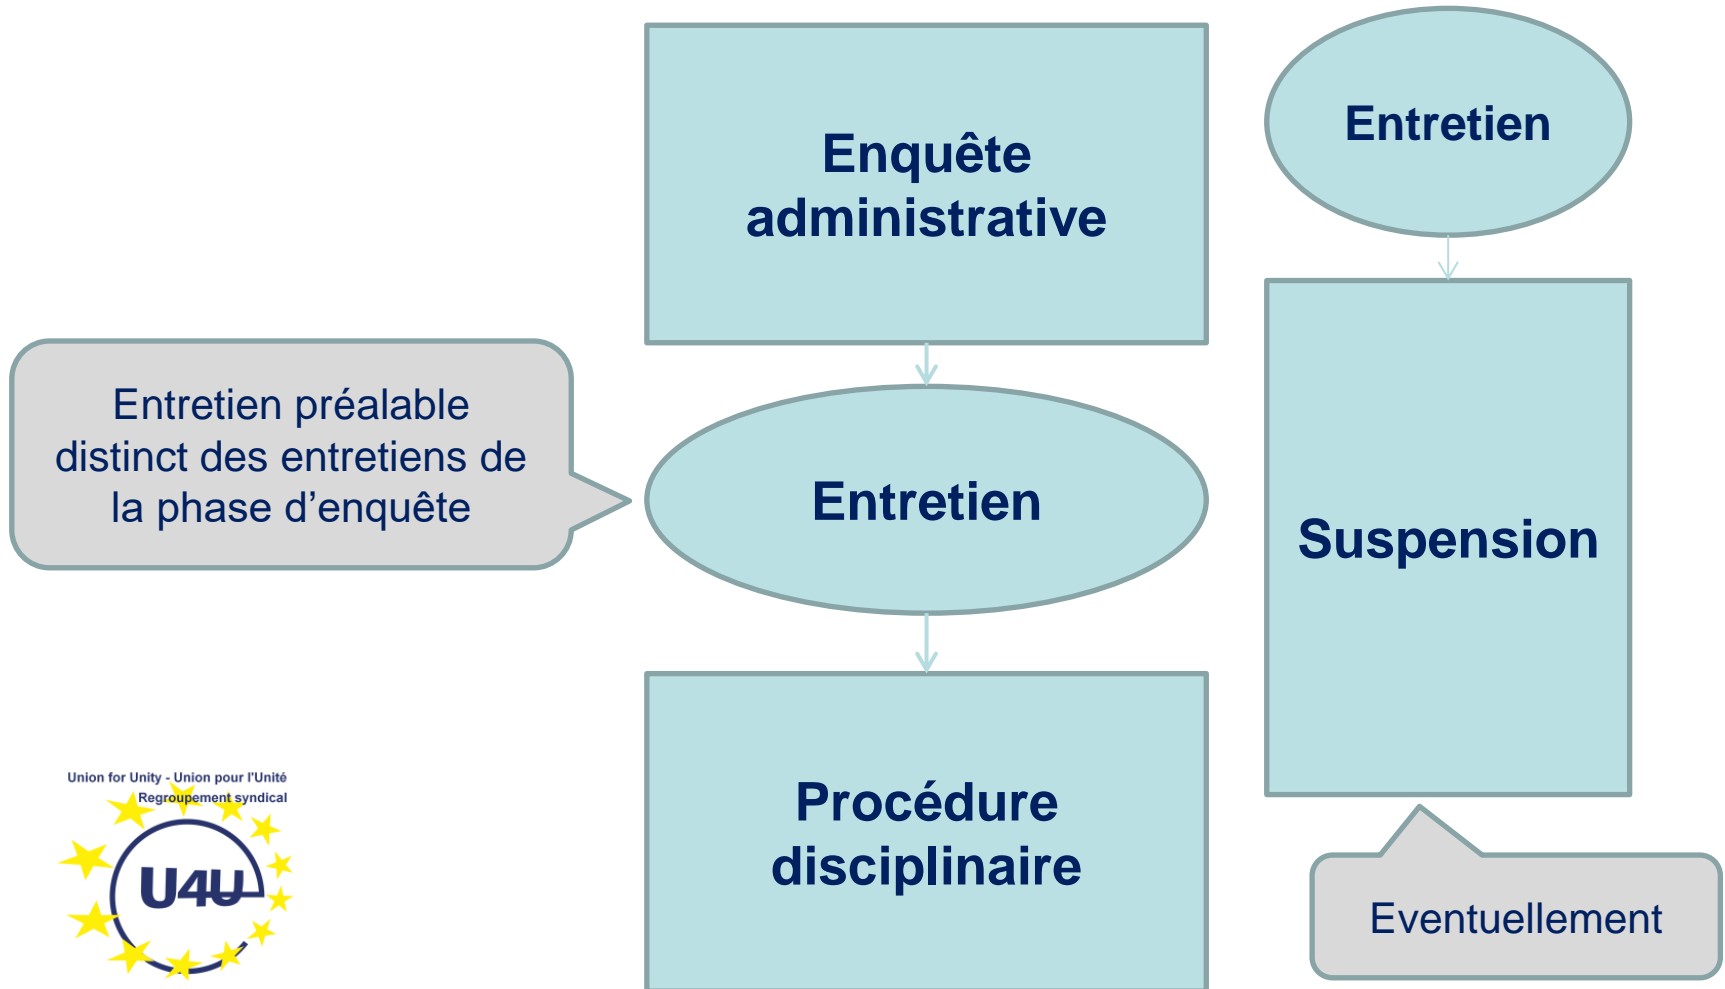 Enquête
administrative
Entretien
Entretien préalable
distinct des entretiens de
la phase d’enquête
Entretien
Suspension
Procédure
disciplinaire
Eventuellement
Union for Unity - Union pour l'Unité
Regroupement syndical
U4U